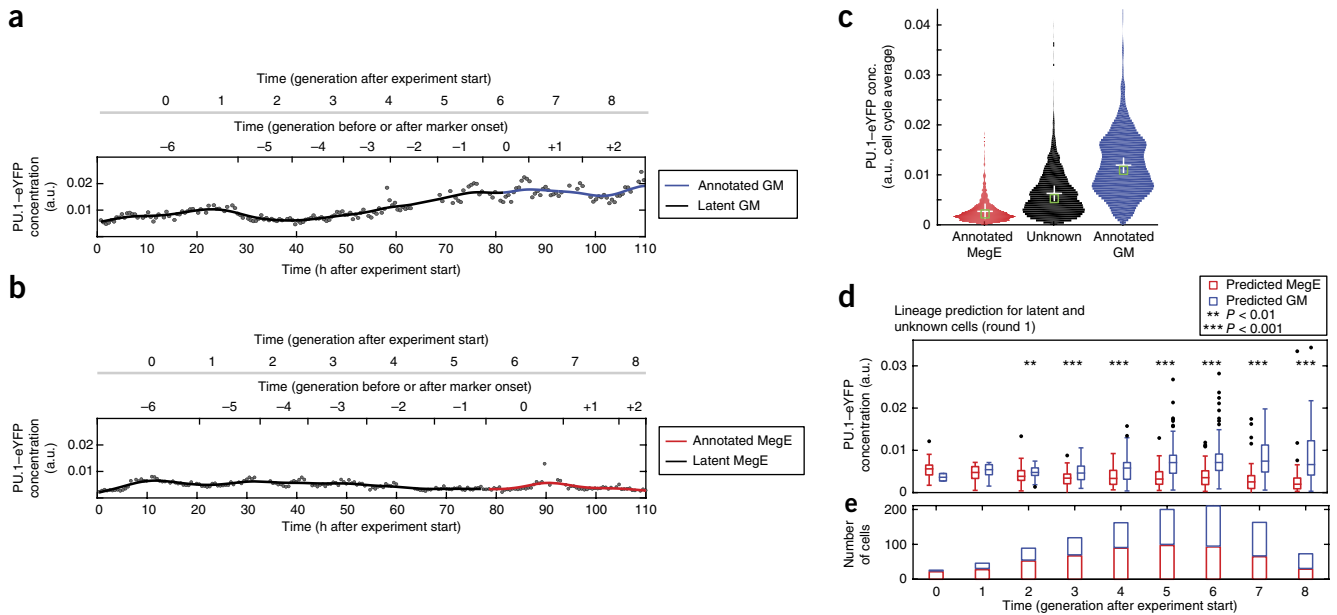 a
Time (generation after experiment start)
0 1 2 3 4 5 6 7 8
Time (generation before or after marker onset)
–6 –5 –4 –3 –2 –1 0 +1 +2
PU.1–eYFP
concentration
(a.u.)
0.02
0.01
0 10 20 30 40 50 60 70 80 90 100 110
Time (h after experiment start)
Annotated GM
Latent GM
b
Time (generation after experiment start)
0 1 2 3 4 5 6 7 8
Time (generation before or after marker onset)
–6 –5 –4 –3 –2 –1 0 +1 +2
PU.1–eYFP
concentration
(a.u.)
0.02
0.01
0 10 20 30 40 50 60 70 80 90 100 110
Time (h after experiment start)
Annotated MegE
Latent MegE
c
PU.1–eYFP conc.
(a.u., cell cycle average)
0.04
0.03
0.02
0.01
0
Annotated
MegE
Unknown
Annotated
GM
d
Lineage prediction for latent and
unknown cells (round 1)
Predicted MegE
Predicted GM
** P < 0.01
*** P < 0.001
PU.1–eYFP
concentration (a.u.)
0.03
0.02
0.01
0
** *** *** *** *** *** ***
e
Number
of cells
200
100
0
0 1 2 3 4 5 6 7 8
Time (generation after experiment start)